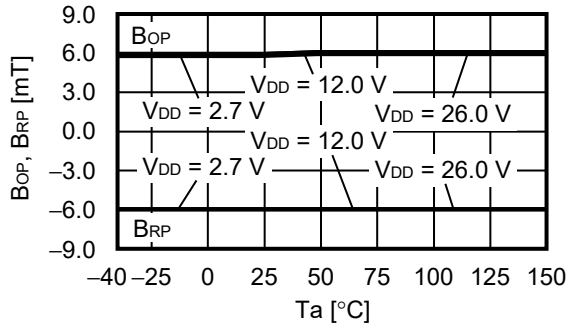 BOP, BRP [mT]
9.0
6.0
3.0
0.0
−3.0
−6.0
−9.0
BOP
VDD = 12.0 V
VDD = 2.7 V
VDD = 26.0 V
VDD = 12.0 V
VDD = 2.7 V
VDD = 26.0 V
BRP
−40 −25 0 25 50 75 100 125 150
Ta [°C]